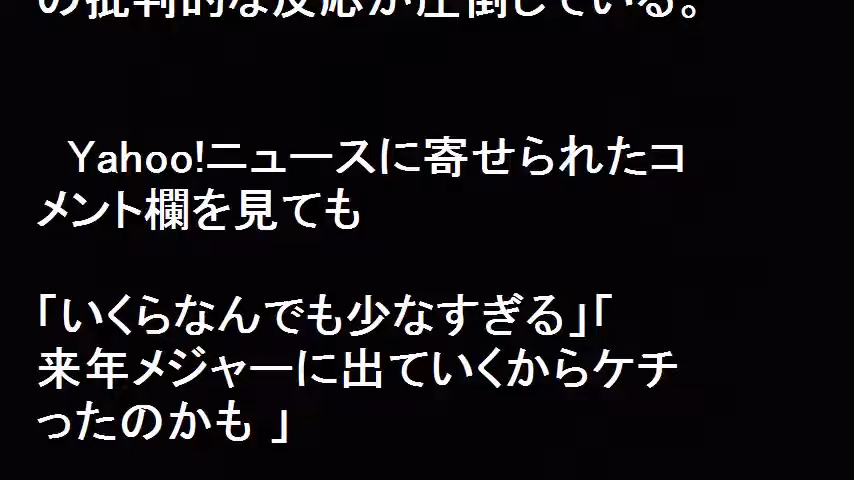 の批判的な反応が圧倒している。
Yahoo!ニュースに寄せられたコ
メント欄を見ても
「いくらなんでも少なすぎる」「
来年メジャーに出ていくからケチ
ったのかも 」